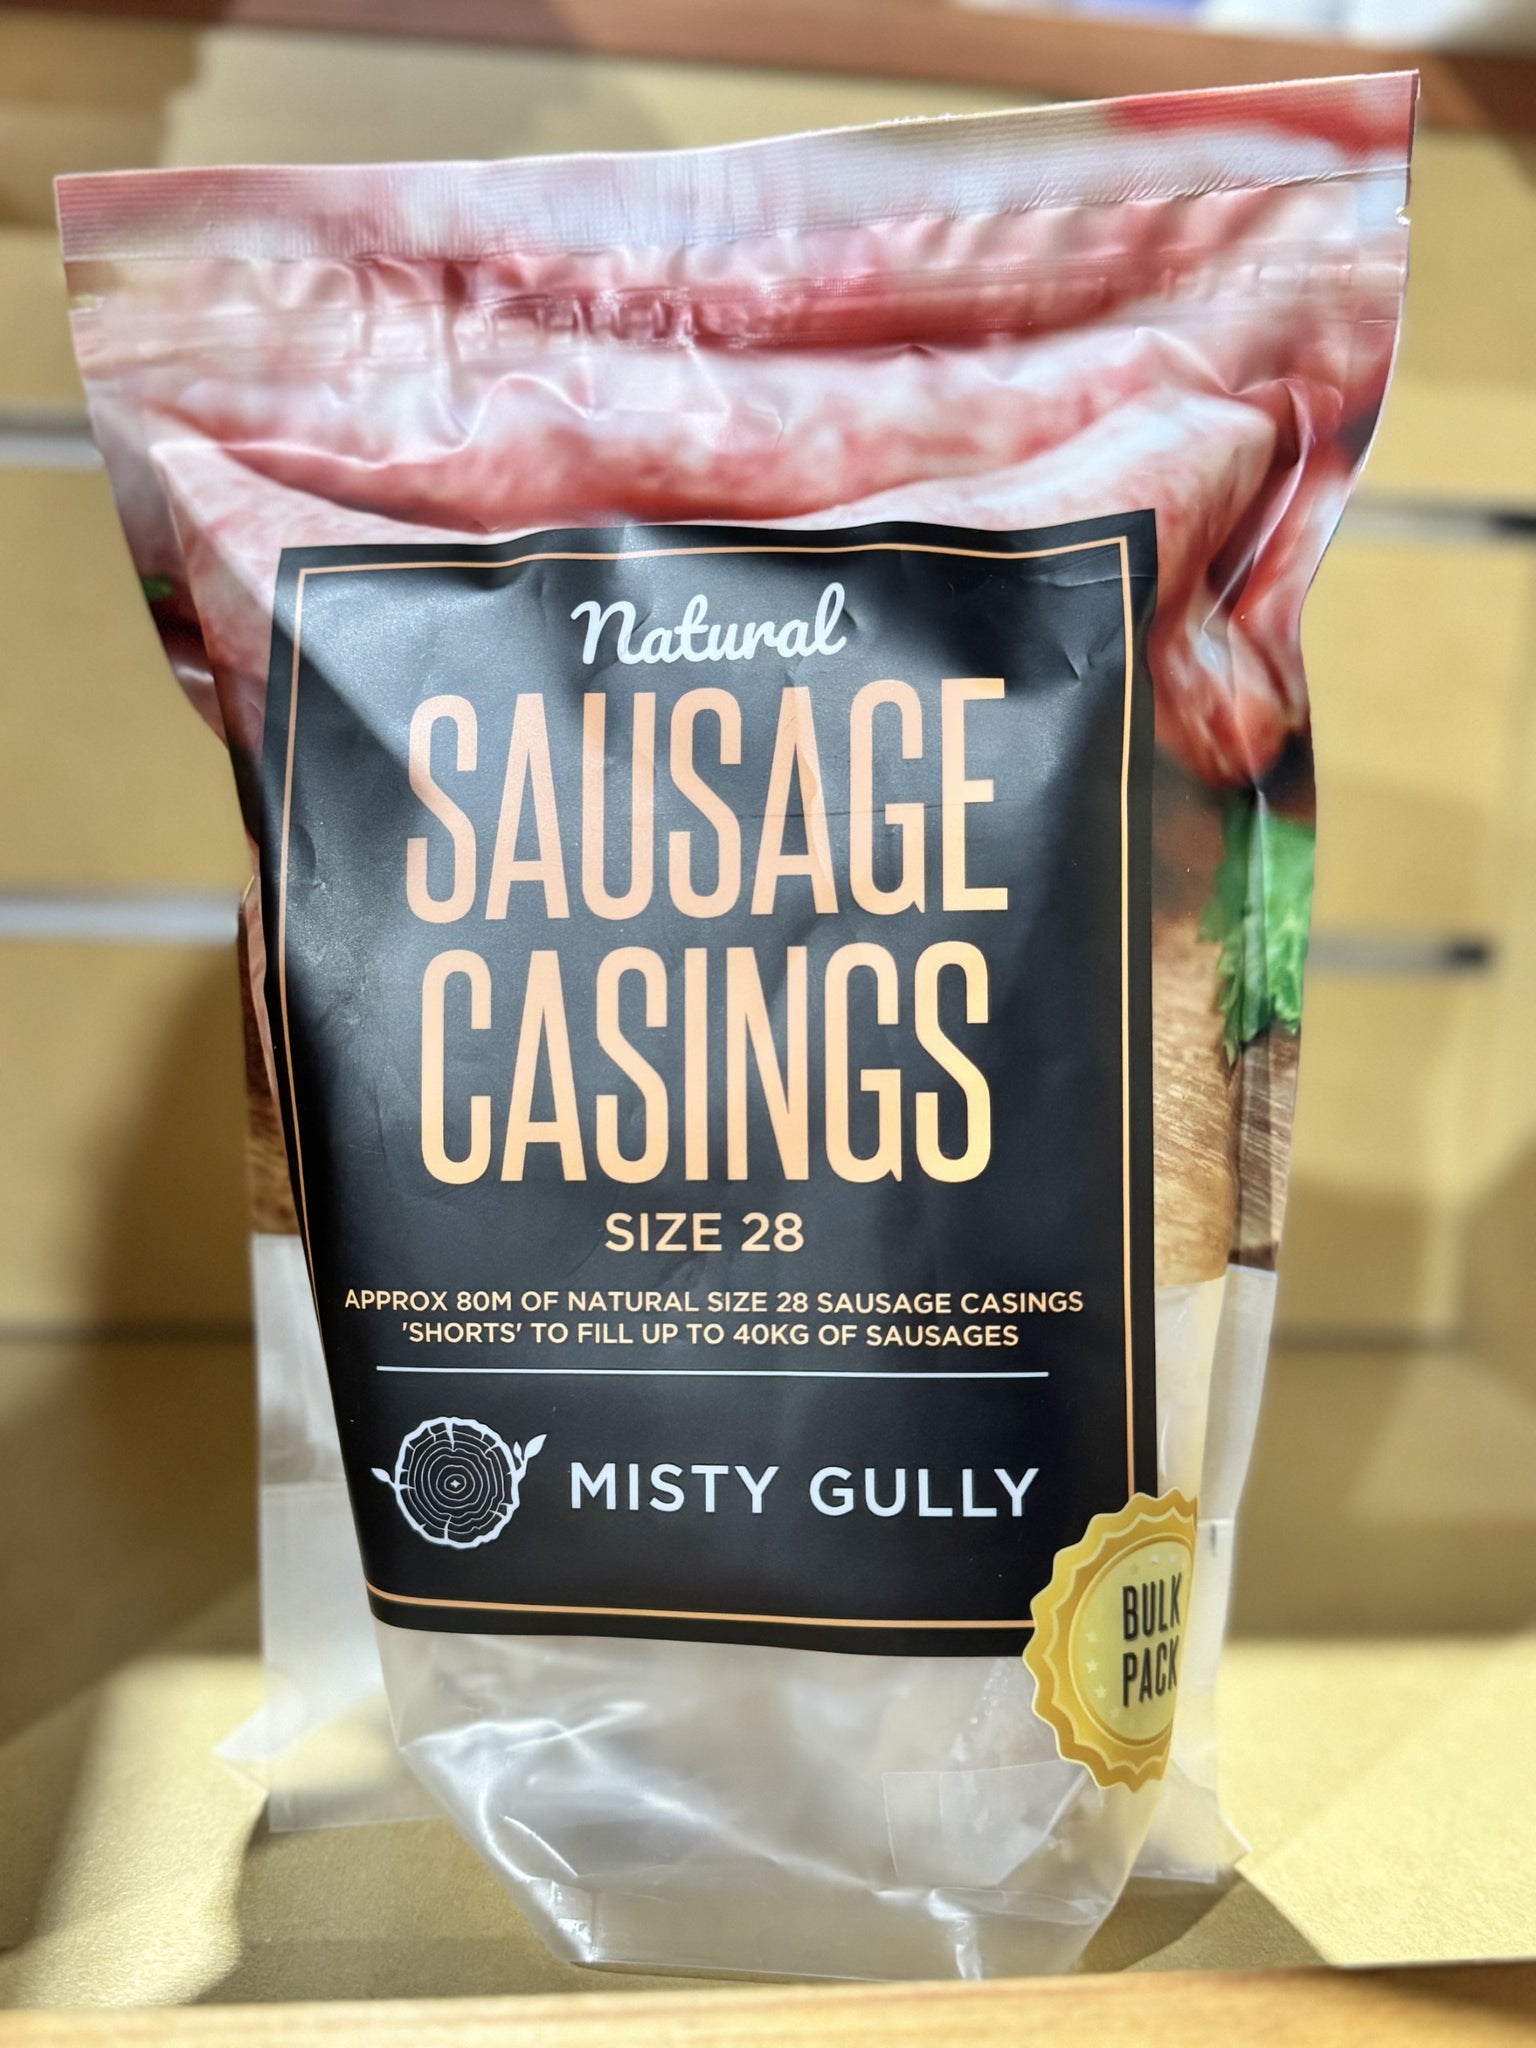 Natural
SAUSAGE
CASINGS
SIZE 28
APPROX 80M OF NATURAL SIZE 28 SAUSAGE CASINGS
'SHORTS' TO FILL UP TO 40KG OF SAUSAGES
MISTY GULLY
BULK
PACK